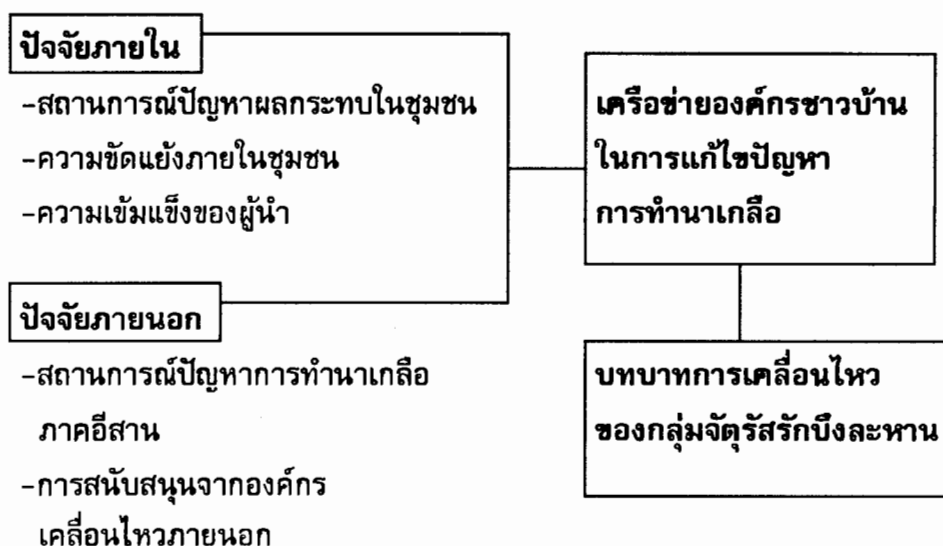 ปัจจัยภายใน
-สถานการณ์ปัญหาผลกระทบในชุมชน
-ความขัดแย้งภายในชุมชน
-ความเข้มแข็งของผู้นำ
ปัจจัยภายนอก
-สถานการณ์ปัญหาการทำนาเกลือ
ภาคอีสาน
-การสนับสนุนจากองค์กร
เคลื่อนไหวภายนอก
เครือข่ายองค์กรชาวบ้าน
ในการแก้ไขปัญหา
การทำนาเกลือ
บทบาทการเคลื่อนไหว
ของกลุ่มจัตุรัสรักบึงละหาน